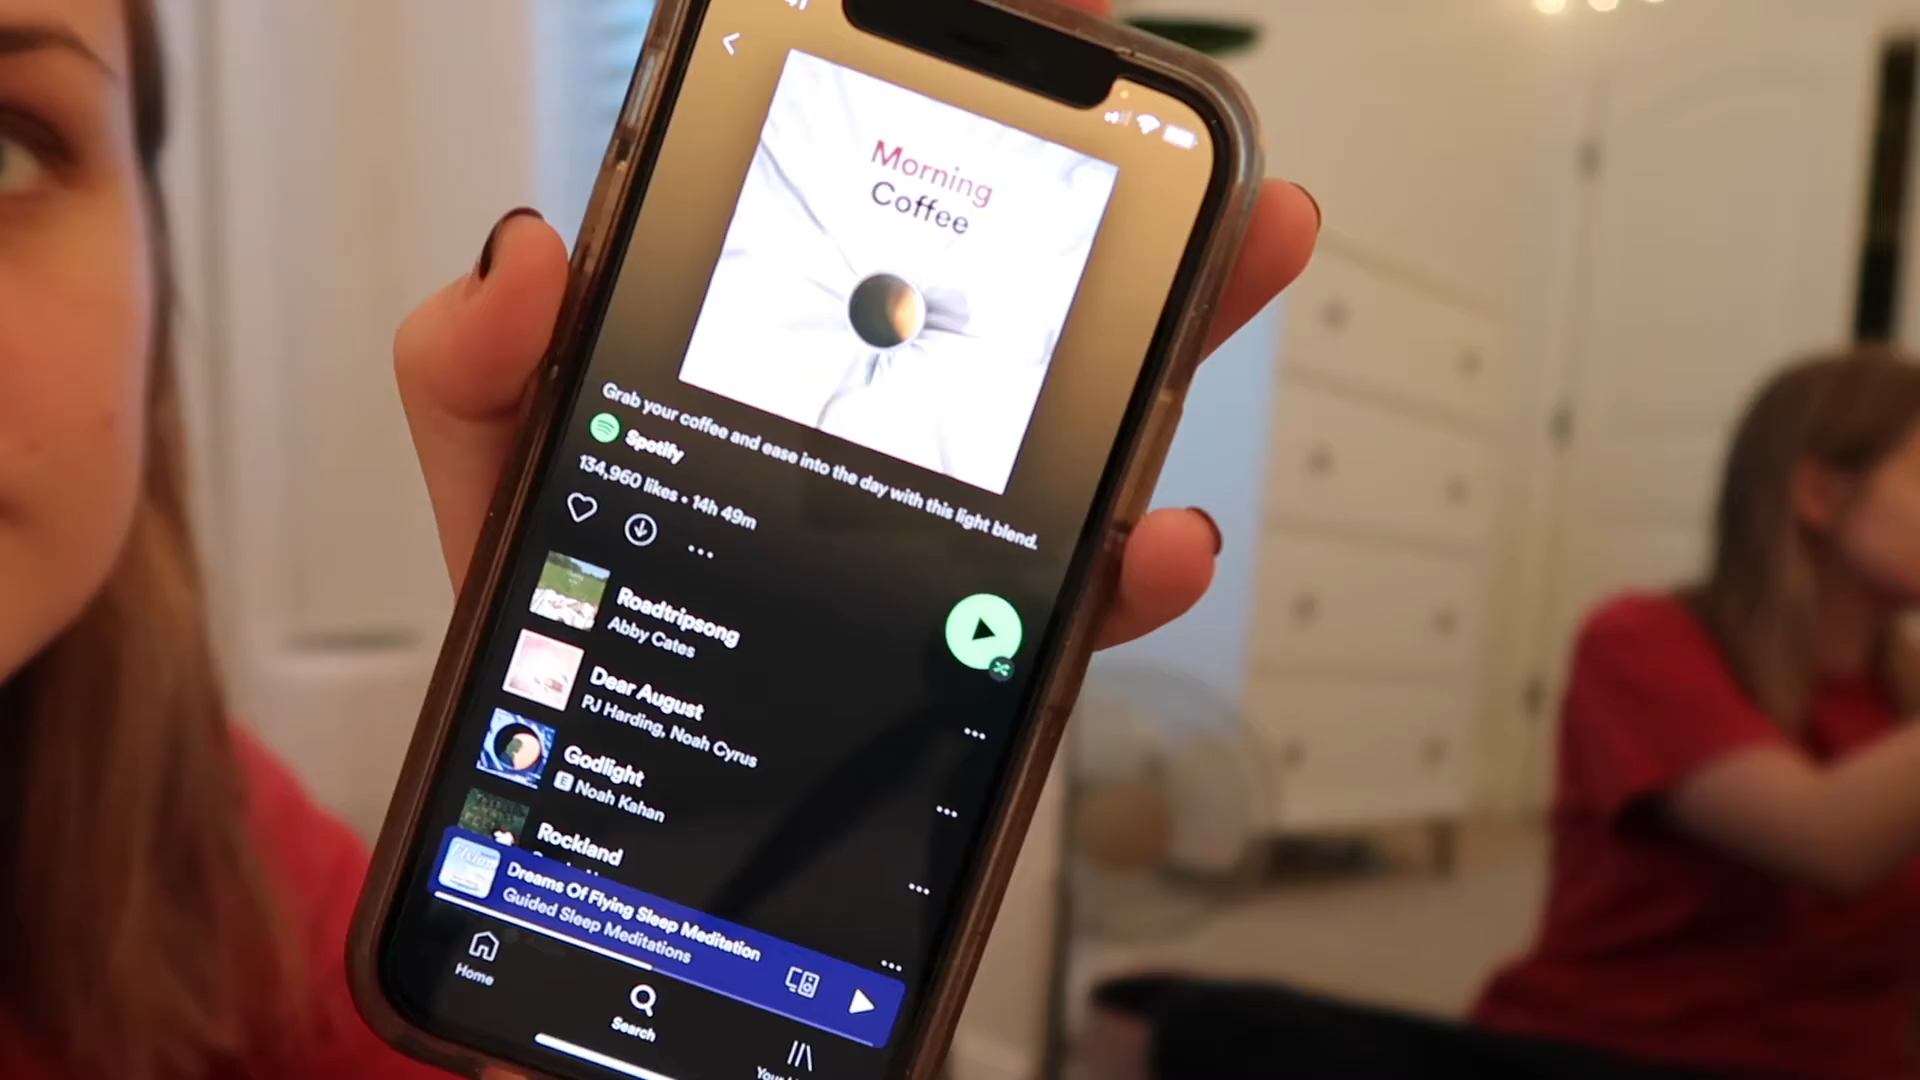 Morning
Coffee
Grab your coffee and ease into the day with this light blend.
Spotify
134,960 likes • 14h 49m
Roadtripsong
Abby Cates
Dear August
PJ Harding, Noah Cyrus
Godlight
E Noah Kahan
Rockland
Dreams Of Flying Sleep Meditation
Guided Sleep Meditations
Home
Search
Your